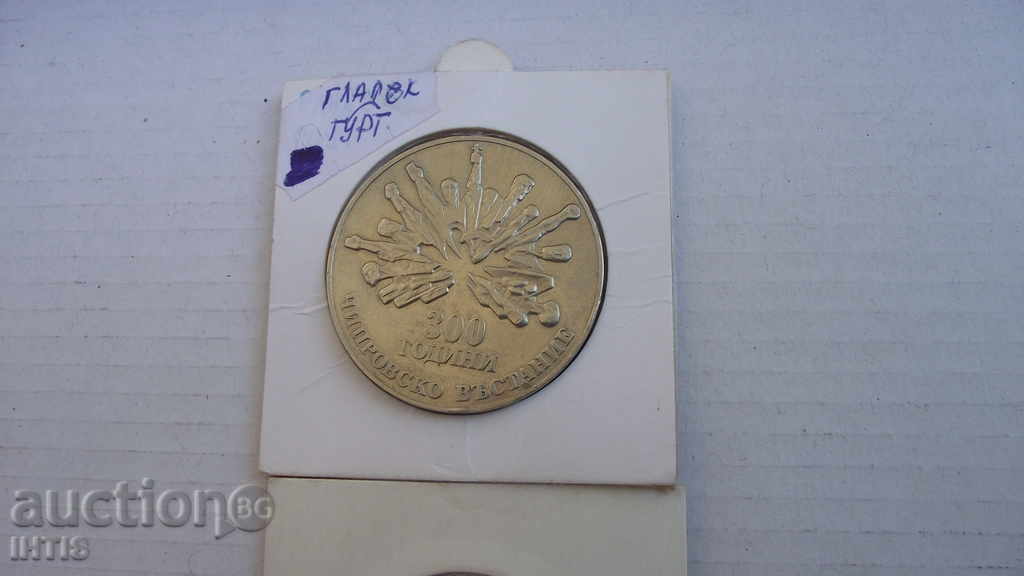 ГЛАДЪК
ГУРТ.
300
ГОДИНИ
ЧИПРОВСКО ВЪСТАНИЕ
auctionBG
IHTIS